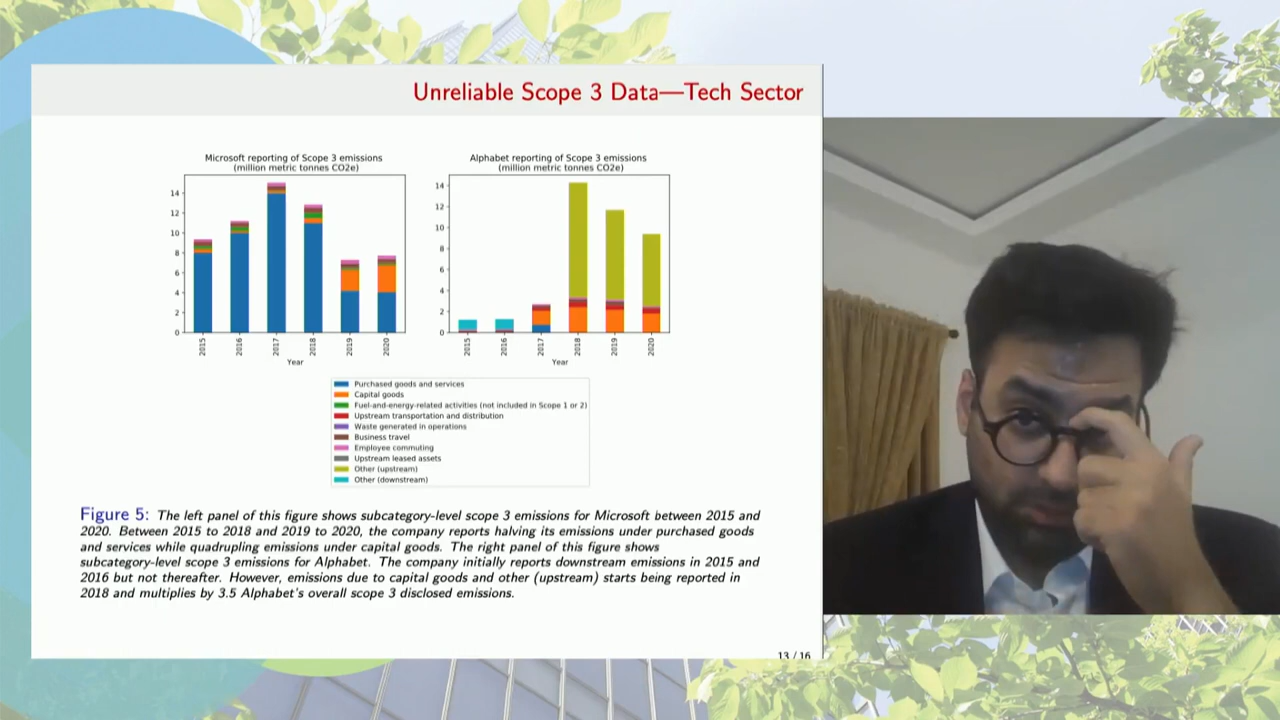 Unreliable Scope 3 Data—Tech Sector
Microsoft reporting of Scope 3 emissions
(million metric tonnes CO2e)
14
12
10
8
6
4
2
0
2015
2016
2017
2018
2019
2020
Year
Alphabet reporting of Scope 3 emissions
(million metric tonnes CO2e)
14
12
10
8
6
4
2
0
2015
2016
2017
2018
2019
2020
Year
Purchased goods and services
Capital goods
Fuel-and-energy-related activities (not included in Scope 1 or 2)
Upstream transportation and distribution
Waste generated in operations
Business travel
Employee commuting
Upstream leased assets
Other (upstream)
Other (downstream)
Figure 5: The left panel of this figure shows subcategory-level scope 3 emissions for Microsoft between 2015 and
2020. Between 2015 to 2018 and 2019 to 2020, the company reports halving its emissions under purchased goods
and services while quadrupling emissions under capital goods. The right panel of this figure shows
subcategory-level scope 3 emissions for Alphabet. The company initially reports downstream emissions in 2015 and
2016 but not thereafter. However, emissions due to capital goods and other (upstream) starts being reported in
2018 and multiplies by 3.5 Alphabet's overall scope 3 disclosed emissions.
13 / 16